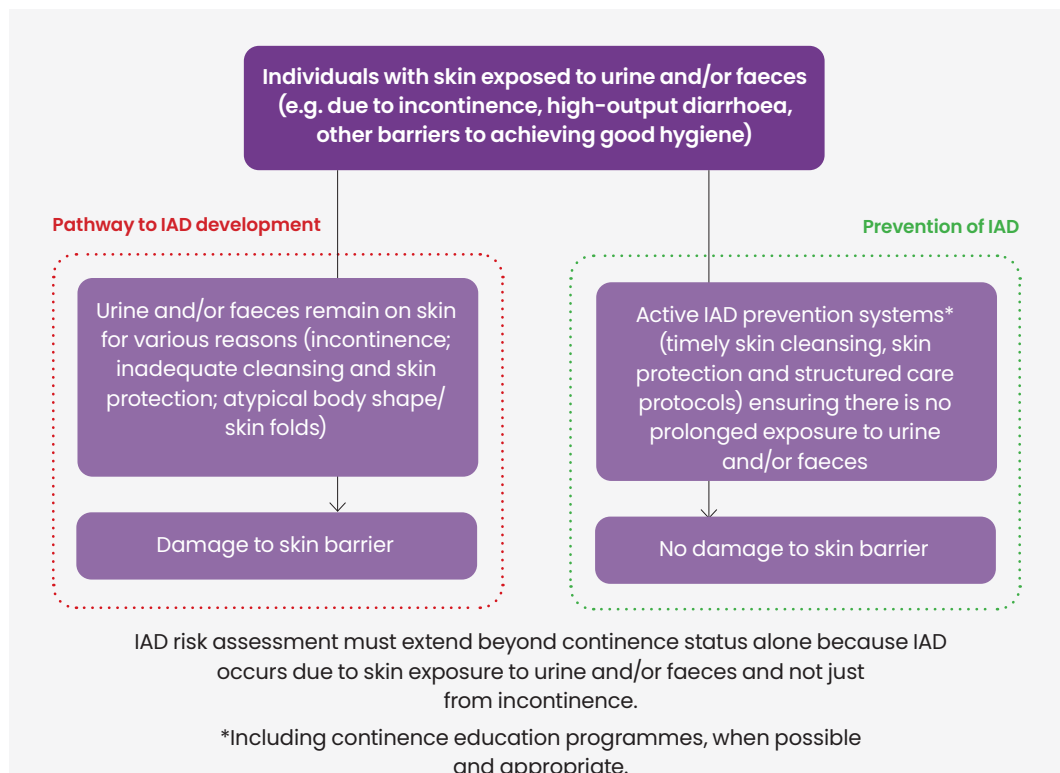 Individuals with skin exposed to urine and/or faeces
(e.g. due to incontinence, high-output diarrhoea,
other barriers to achieving good hygiene)
Pathway to IAD development
Urine and/or faeces remain on skin
for various reasons (incontinence;
inadequate cleansing and skin
protection; atypical body shape/
skin folds)
Damage to skin barrier
Prevention of IAD
Active IAD prevention systems*
(timely skin cleansing, skin
protection and structured care
protocols) ensuring there is no
prolonged exposure to urine
and/or faeces
No damage to skin barrier
IAD risk assessment must extend beyond continence status alone because IAD
occurs due to skin exposure to urine and/or faeces and not just
from incontinence.
*Including continence education programmes, when possible
and appropriate.